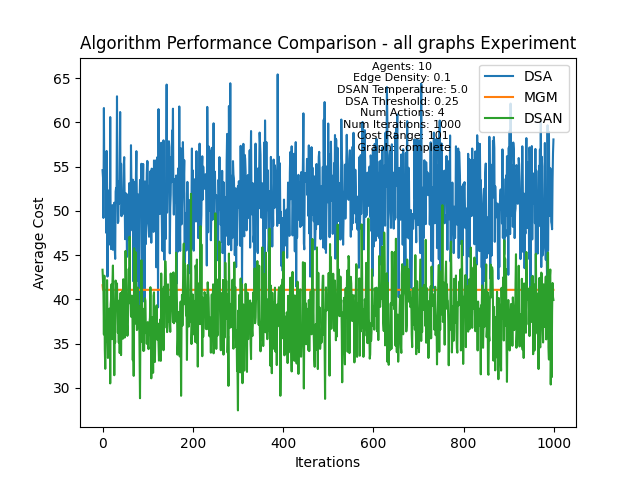 Algorithm Performance Comparison - all graphs Experiment
Agents: 10
Edge Density: 0.1
DSAN Temperature: 5.0
DSA Threshold: 0.25
Num Actions: 4
Num Iterations: 1000
Cost Range: 101
Graph: complete
DSA
MGM
DSAN
Average Cost
65
60
55
50
45
40
35
30
0
200
400
600
800
1000
Iterations